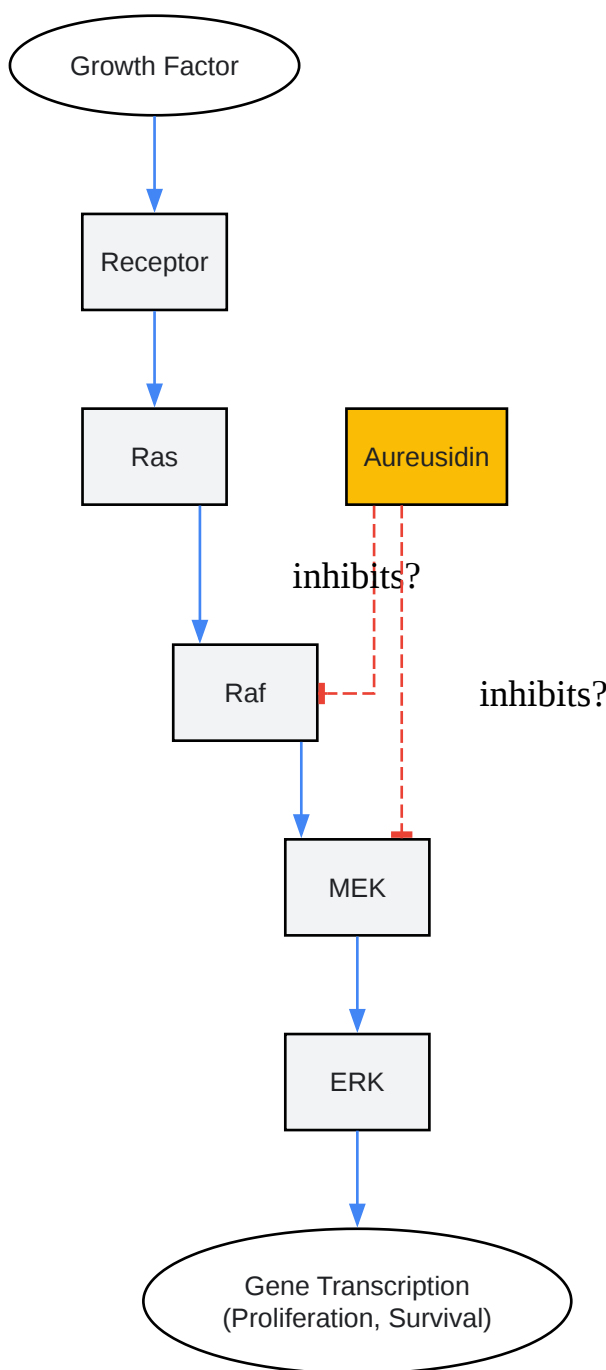 Growth Factor
Receptor
Ras
Aureusidin
inhibits?
Raf
inhibits?
MEK
ERK
Gene Transcription
(Proliferation, Survival)